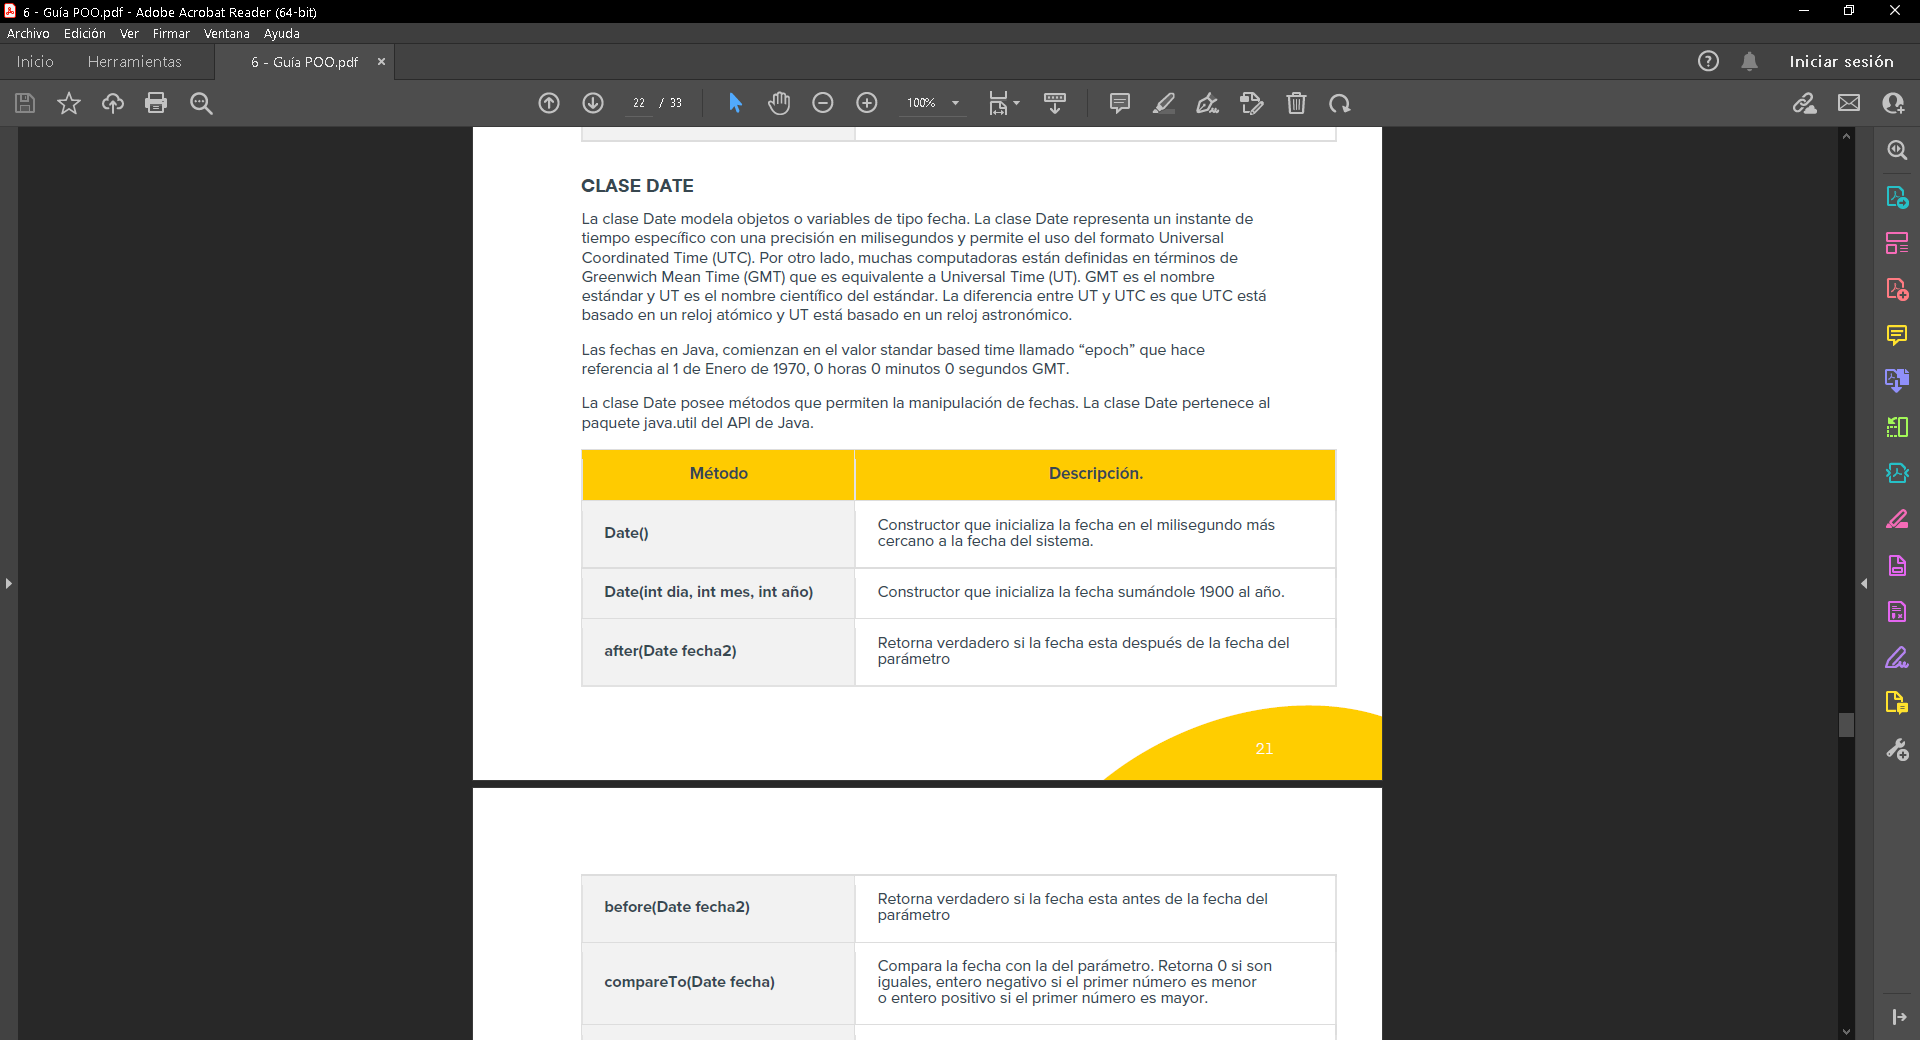 6 - Guía POO.pdf - Adobe Acrobat Reader (64-bit)
Archivo Edición Ver Firmar Ventana Ayuda
Inicio Herramientas 6 - Guía POO.pdf × Iniciar sesión
22 / 33 100%
CLASE DATE
La clase Date modela objetos o variables de tipo fecha. La clase Date representa un instante de
tiempo específico con una precisión en milisegundos y permite el uso del formato Universal
Coordinated Time (UTC). Por otro lado, muchas computadoras están definidas en términos de
Greenwich Mean Time (GMT) que es equivalente a Universal Time (UT). GMT es el nombre
estándar y UT es el nombre científico del estándar. La diferencia entre UT y UTC es que UTC está
basado en un reloj atómico y UT está basado en un reloj astronómico.
Las fechas en Java, comienzan en el valor standar based time llamado “epoch” que hace
referencia al 1 de Enero de 1970, 0 horas 0 minutos 0 segundos GMT.
La clase Date posee métodos que permiten la manipulación de fechas. La clase Date pertenece al
paquete java.util del API de Java.
Método Descripción.
Date()
Constructor que inicializa la fecha en el milisegundo más
cercano a la fecha del sistema.
Date(int dia, int mes, int año) Constructor que inicializa la fecha sumándole 1900 al año.
after(Date fecha2)
Retorna verdadero si la fecha esta después de la fecha del
parámetro
21
before(Date fecha2)
Retorna verdadero si la fecha esta antes de la fecha del
parámetro
compareTo(Date fecha)
Compara la fecha con la del parámetro. Retorna 0 si son
iguales, entero negativo si el primer número es menor
o entero positivo si el primer número es mayor.